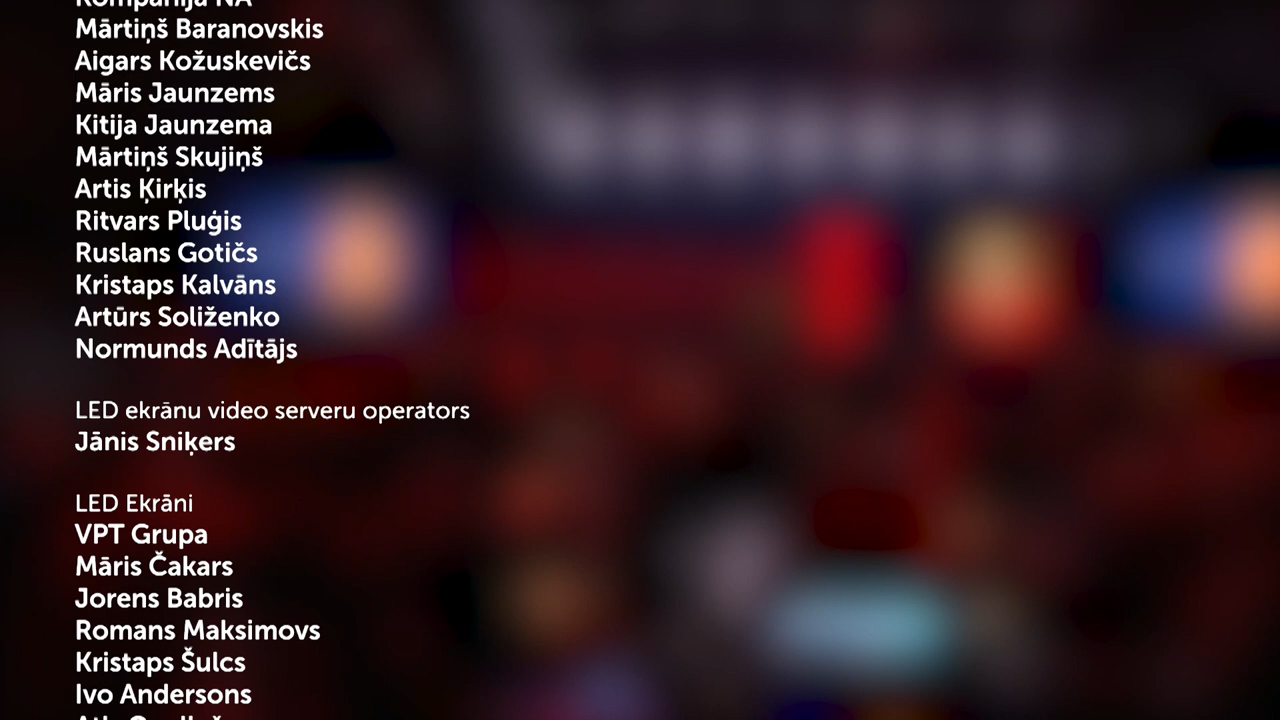 Kompānija NA
Mārtiņš Baranovskis
Aigars Kožuskevičs
Māris Jaunzems
Kitija Jaunzema
Mārtiņš Skujiņš
Artis Ķirķis
Ritvars Pluģis
Ruslans Gotičs
Kristaps Kalvāns
Artūrs Soliženko
Normunds Adītājs
LED ekrānu video serveru operators
Jānis Sniķers
LED Ekrāni
VPT Grupa
Māris Čakars
Jorens Babris
Romans Maksimovs
Kristaps Šulcs
Ivo Andersons